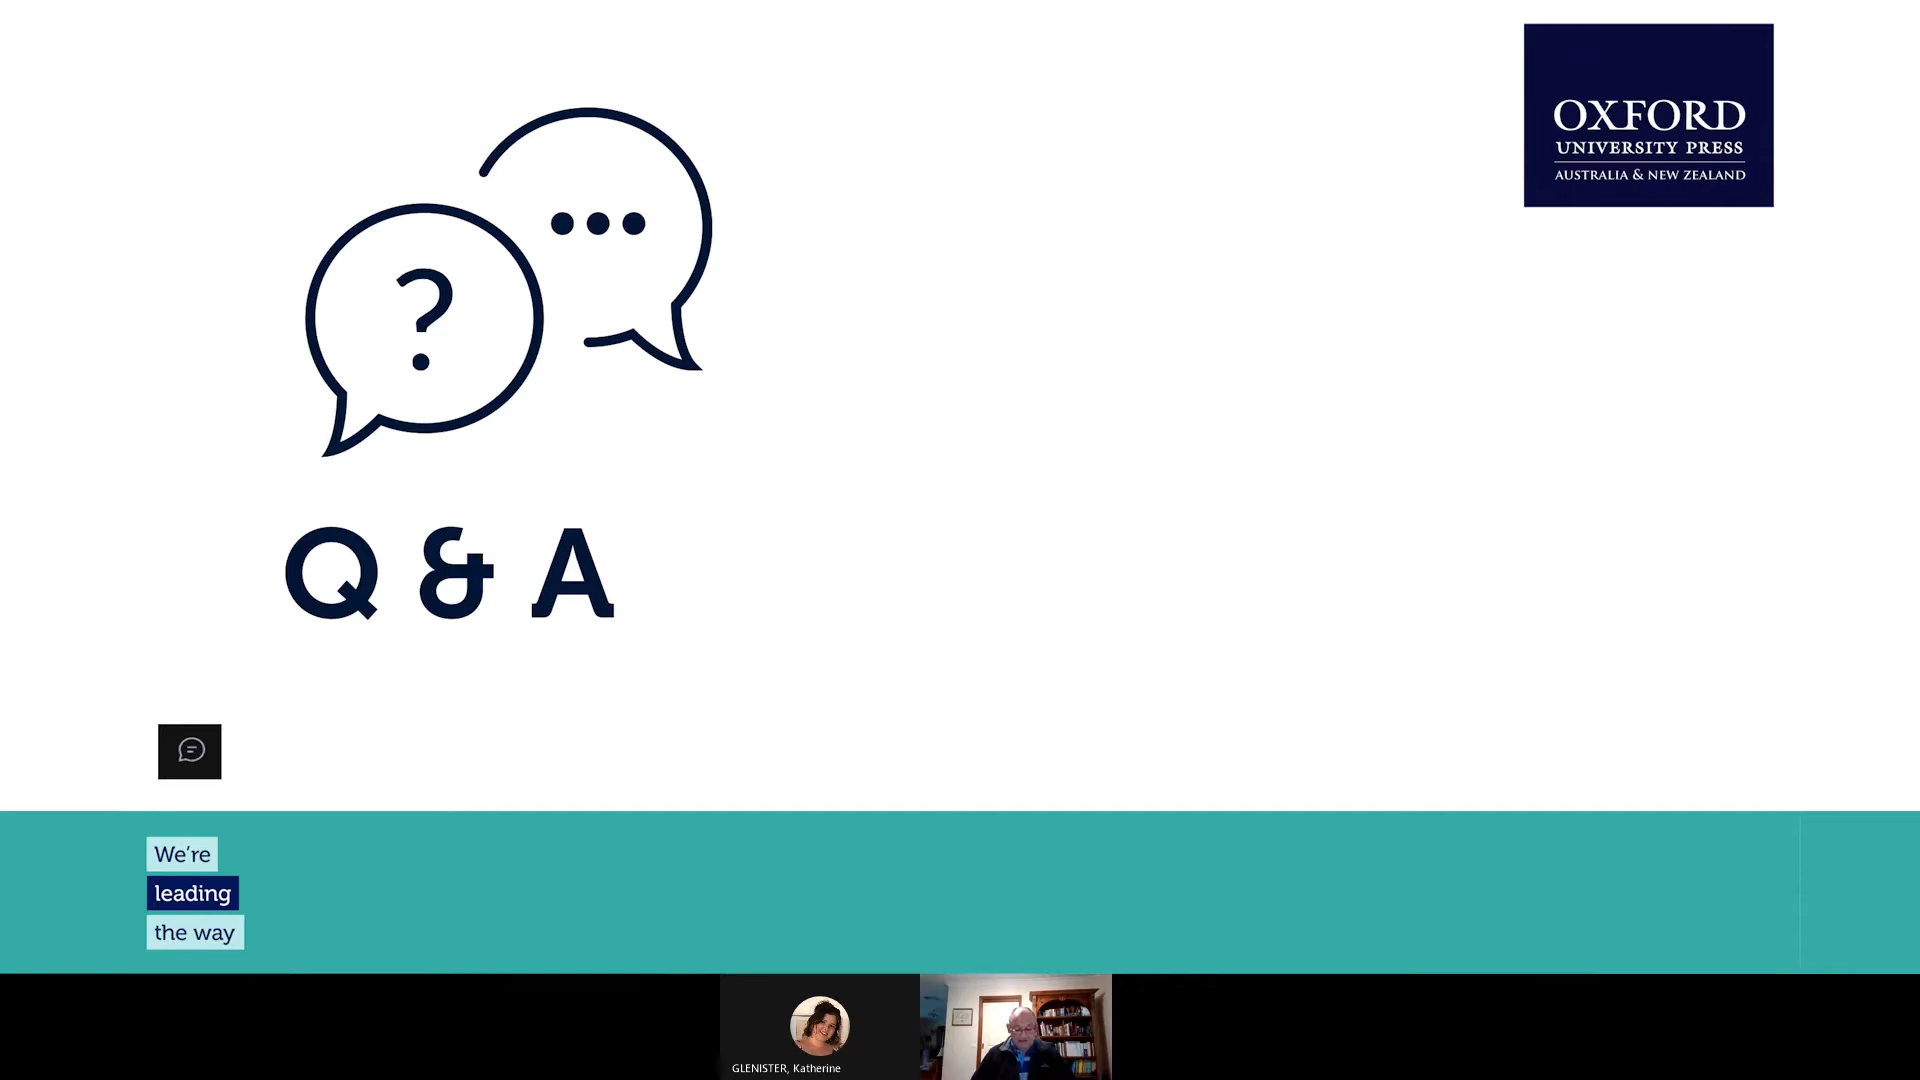 OXFORD
UNIVERSITY PRESS
AUSTRALIA & NEW ZEALAND
?
Q & A
We're
leading
the way
GLENISTER, Katherine